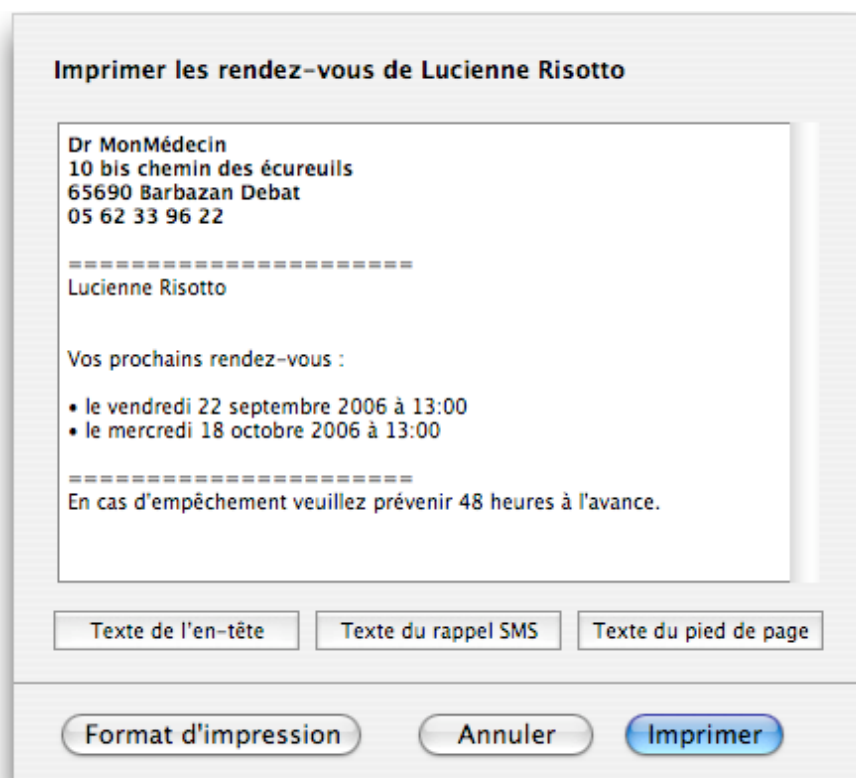 Imprimer les rendez-vous de Lucienne Risotto
Dr MonMédecin
10 bis chemin des écureuils
65690 Barbazan Debat
05 62 33 96 22
======================
Lucienne Risotto
Vos prochains rendez-vous :
• le vendredi 22 septembre 2006 à 13:00
• le mercredi 18 octobre 2006 à 13:00
======================
En cas d'empêchement veuillez prévenir 48 heures à l'avance.
Texte de l'en-tête Texte du rappel SMS Texte du pied de page
Format d'impression Annuler Imprimer